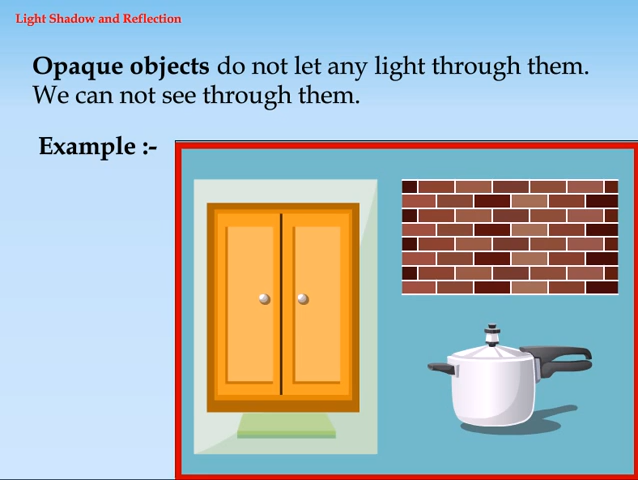 Light Shadow and Reflection
Opaque objects do not let any light through them.
We can not see through them.
Example :-